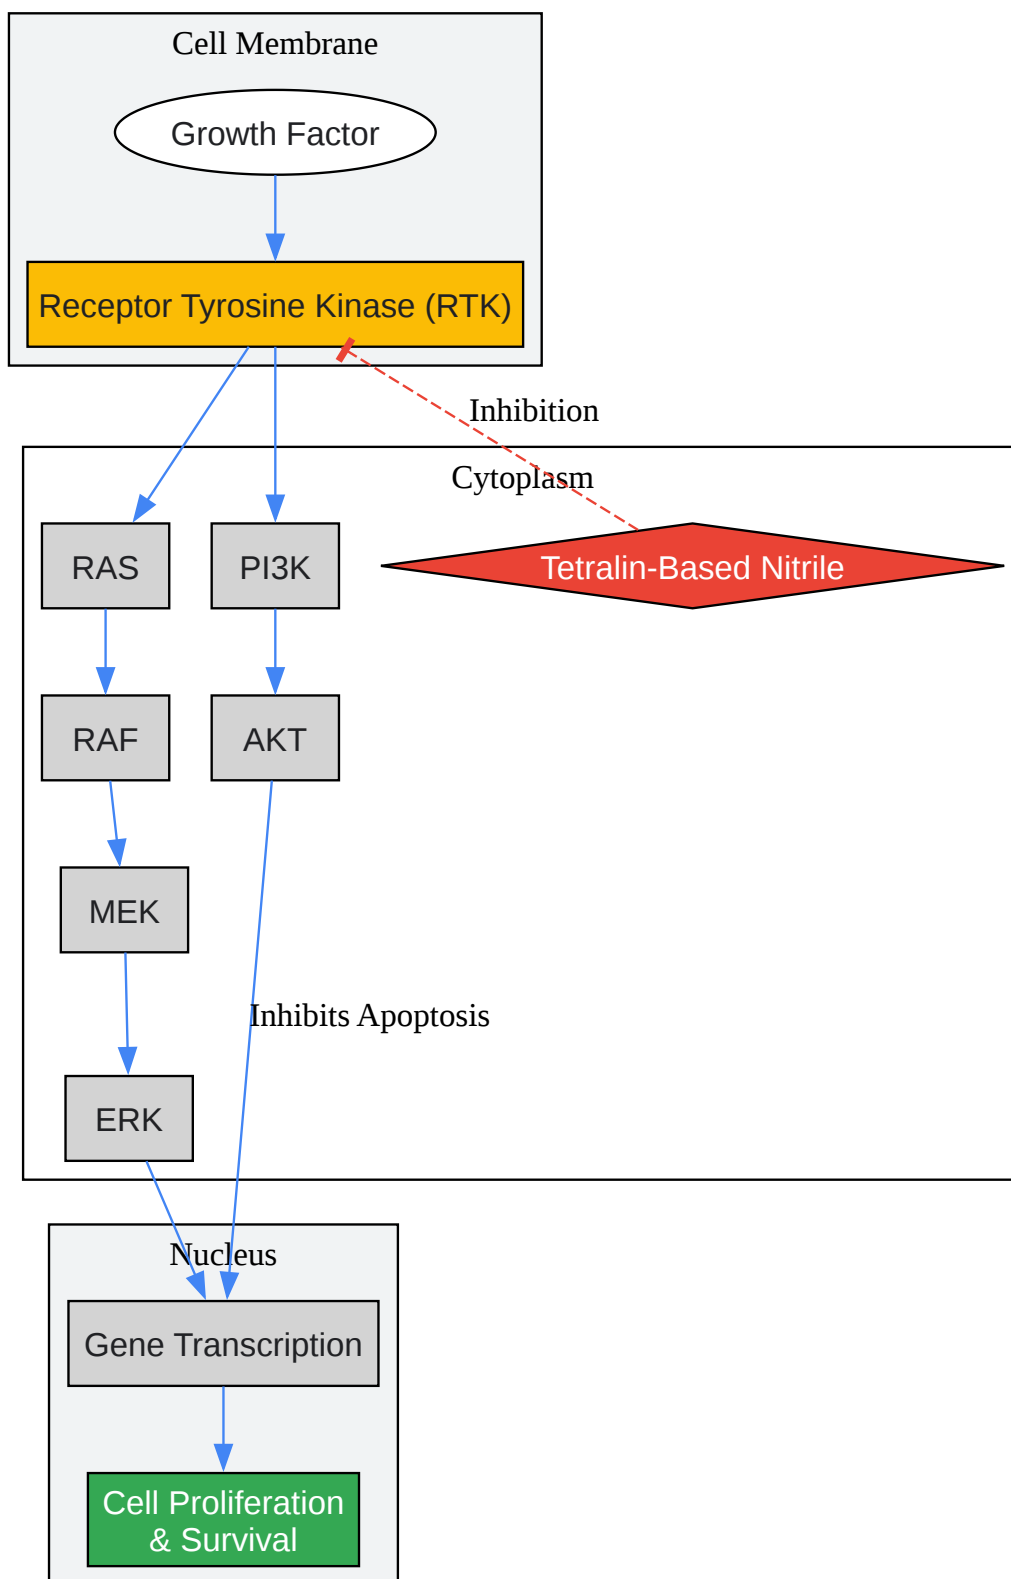 Cell Membrane
Growth Factor
Receptor Tyrosine Kinase (RTK)
Inhibition
Cytoplasm
RAS
PI3K
Tetralin-Based Nitrile
RAF
AKT
MEK
Inhibits Apoptosis
ERK
Nucleus
Gene Transcription
Cell Proliferation
& Survival